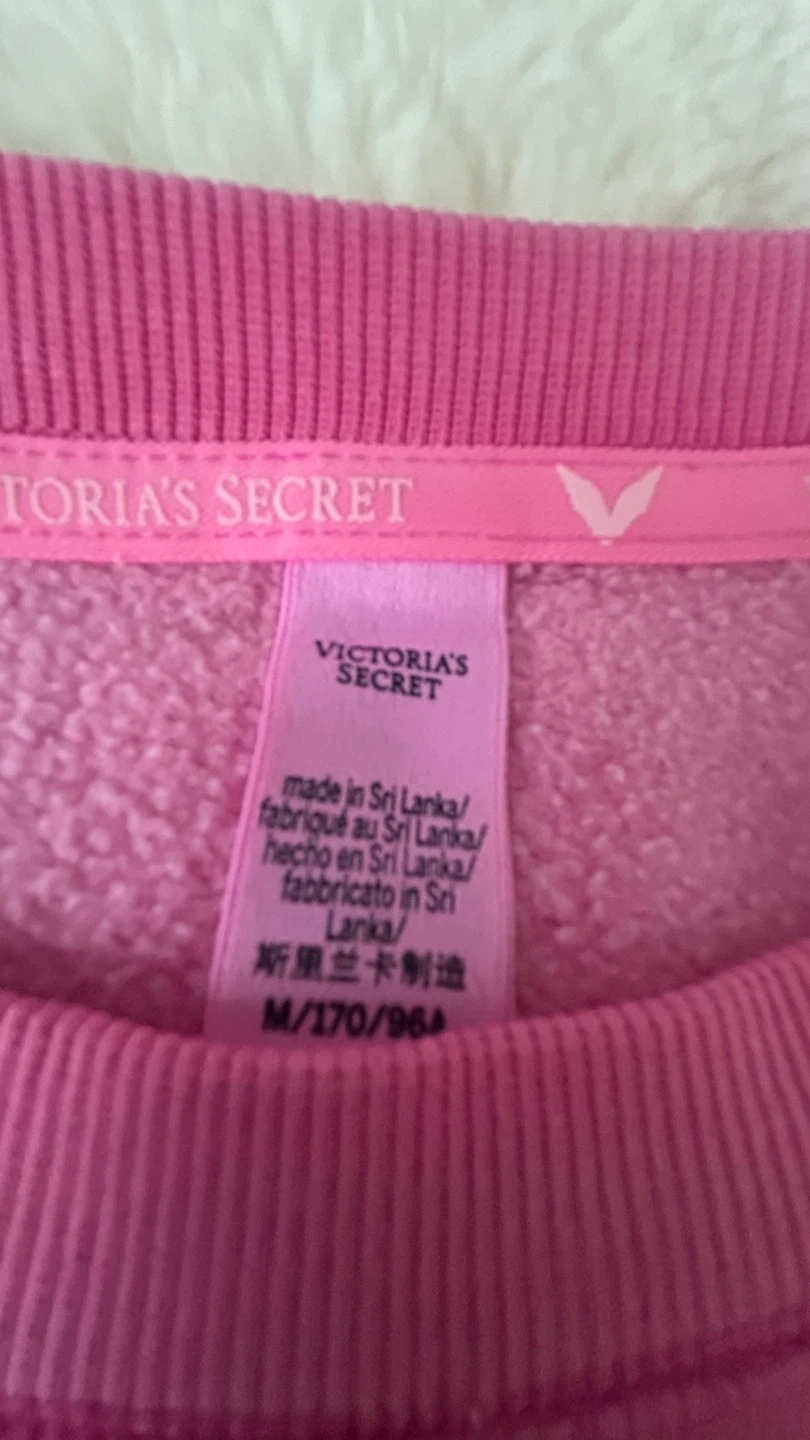 TORIA'S SECRET
VICTORIA'S
SECRET
made in Sri Lanka/
fabriqué au Sri Lanka/
hecho en Sri Lanka/
fabbricato in Sri
Lanka/
斯里兰卡制造
M/170/96A